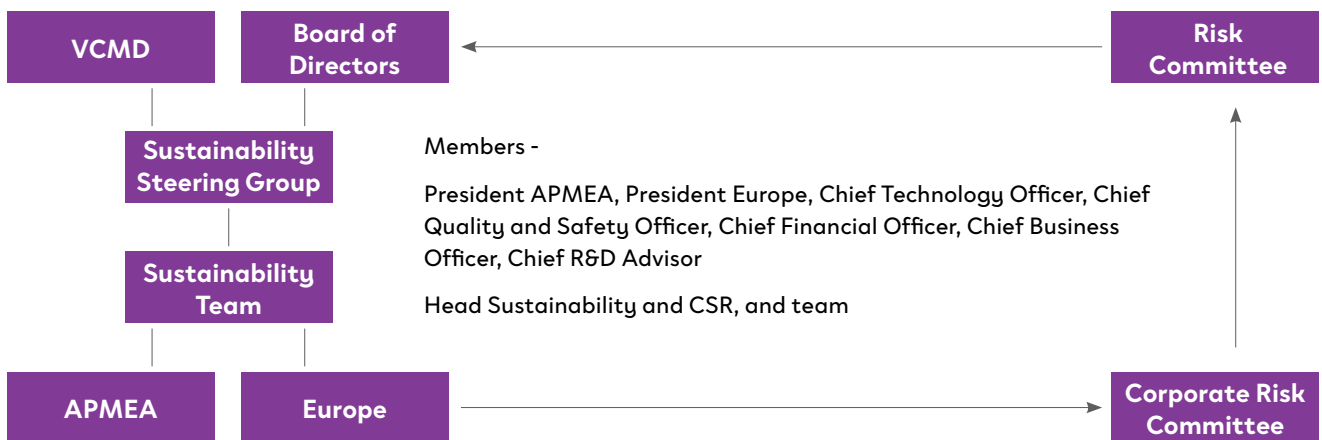 VCMD
Board of
Directors
Risk
Committee
Sustainability
Steering Group
Members -
President APMEA, President Europe, Chief Technology Officer, Chief
Quality and Safety Officer, Chief Financial Officer, Chief Business
Officer, Chief R&D Advisor
Sustainability
Team
Head Sustainability and CSR, and team
APMEA
Europe
Corporate Risk
Committee